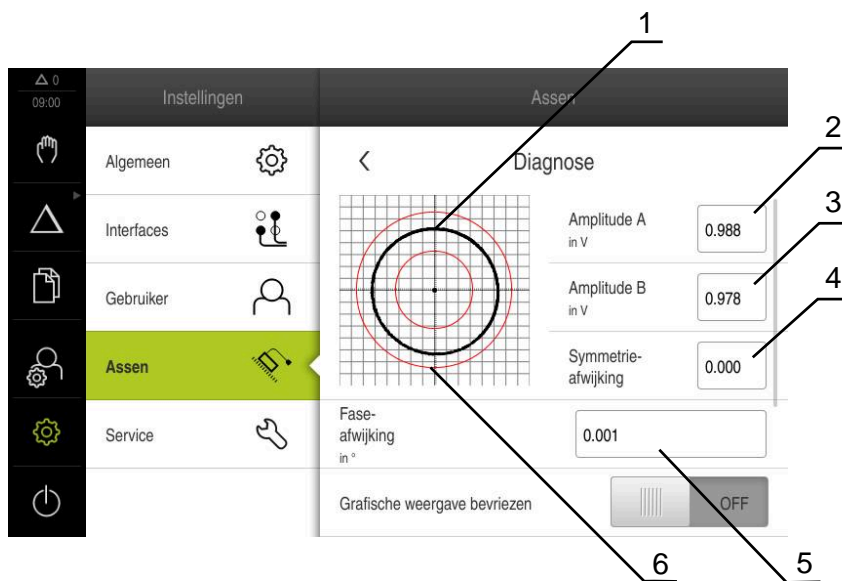 1
0
09:00
Instellingen
Assen
2
Algemeen
Diagnose
Amplitude A
in V
0.988
3
Interfaces
Amplitude B
in V
0.978
4
Gebruiker
Symmetrie-
afwijking
0.000
Assen
Fase-
afwijking
in °
0.001
Service
Grafische weergave bevriezen
OFF
6
5